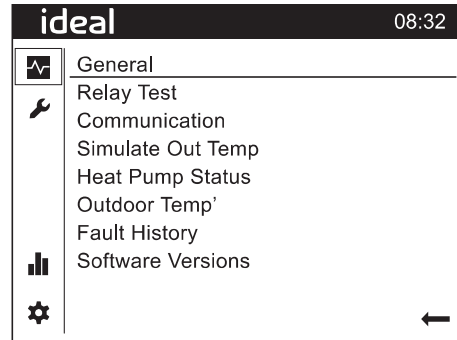 ideal 08:32
General
Relay Test
Communication
Simulate Out Temp
Heat Pump Status
Outdoor Temp'
Fault History
Software Versions